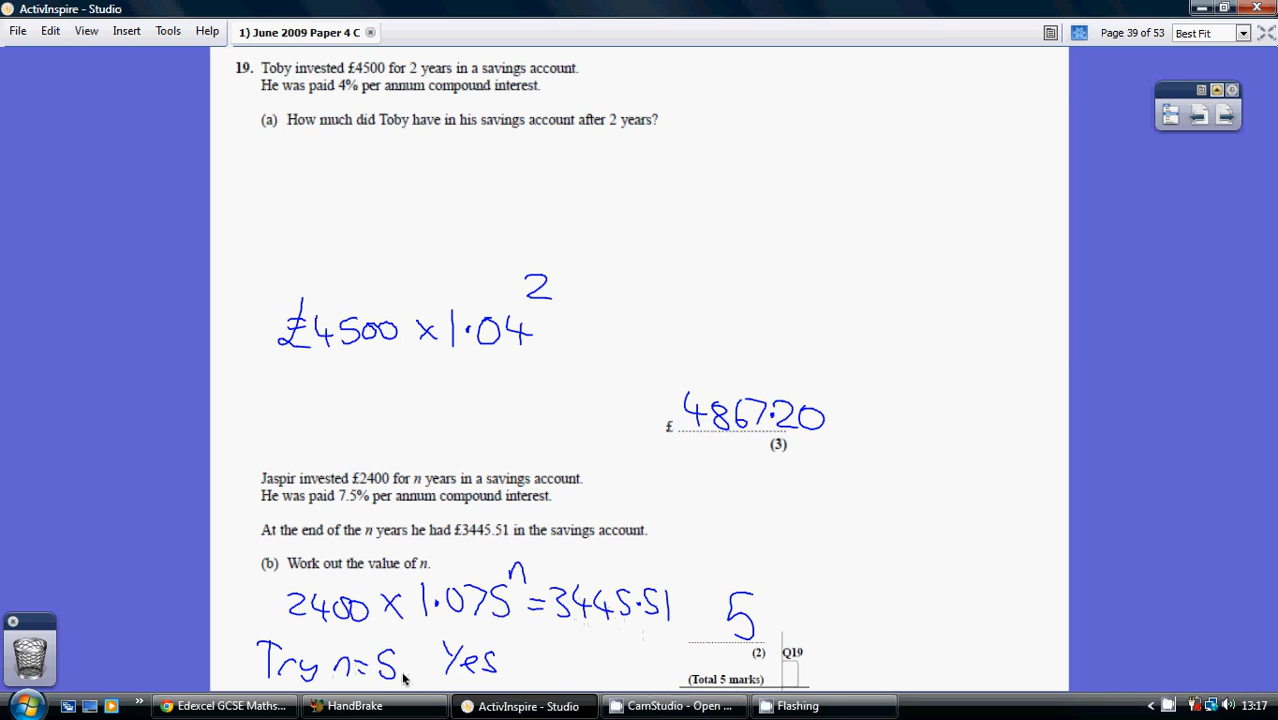 ActivInspire - Studio
File Edit View Insert Tools Help 1) June 2009 Paper 4 C Page 39 of 53 Best Fit
19. Toby invested £4500 for 2 years in a savings account.
He was paid 4% per annum compound interest.
(a) How much did Toby have in his savings account after 2 years?
£4500 × 1·04²
£ 4867·20
(3)
Jaspir invested £2400 for n years in a savings account.
He was paid 7.5% per annum compound interest.
At the end of the n years he had £3445.51 in the savings account.
(b) Work out the value of n.
2400 × 1·075ⁿ = 3445·51 5
(2) Q19
Try n=5. Yes
(Total 5 marks)
Edexcel GCSE Maths... HandBrake ActivInspire - Studio CamStudio - Open ... Flashing 13:17